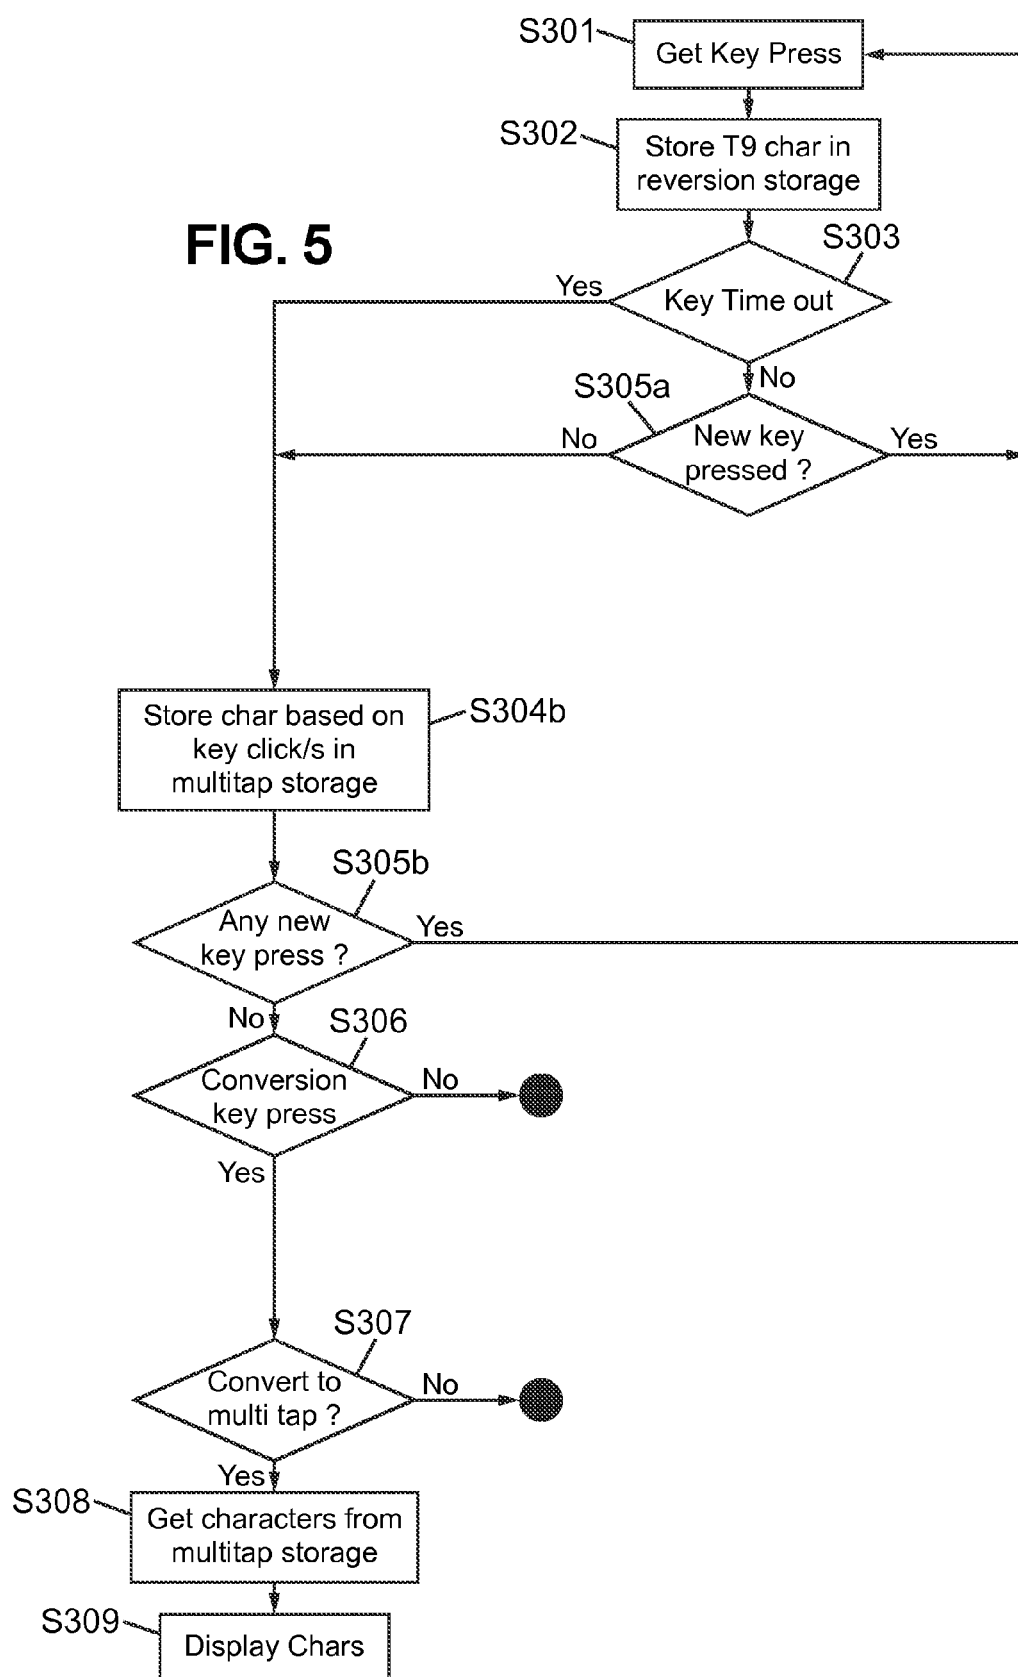 S301
Get Key Press
S302
Store T9 char in
reversion storage
FIG. 5
S303
Yes
Key Time out
No
S305a
No
New key
pressed ?
Yes
Store char based on
key click/s in
multitap storage
S304b
S305b
Any new
key press ?
Yes
No
S306
Conversion
key press
No
Yes
S307
Convert to
multi tap ?
No
Yes
S308
Get characters from
multitap storage
S309
Display Chars